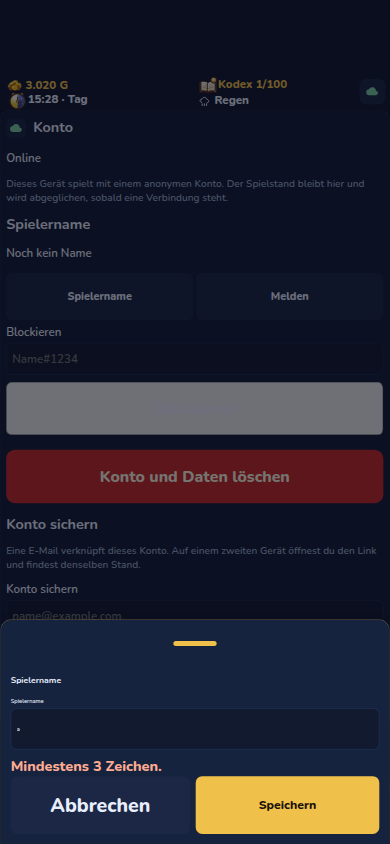 3.020 G
Kodex 1/100
15:28 · Tag
Regen
Konto
Online
Dieses Gerät spielt mit einem anonymen Konto. Der Spielstand bleibt hier und
wird abgeglichen, sobald eine Verbindung steht.
Spielername
Noch kein Name
Spielername
Melden
Blockieren
Name#1234
Konto und Daten löschen
Konto sichern
Eine E-Mail verknüpft dieses Konto. Auf einem zweiten Gerät öffnest du den Link
und findest denselben Stand.
Konto sichern
name@example.com
Spielername
Spielername
a
Mindestens 3 Zeichen.
Abbrechen
Speichern